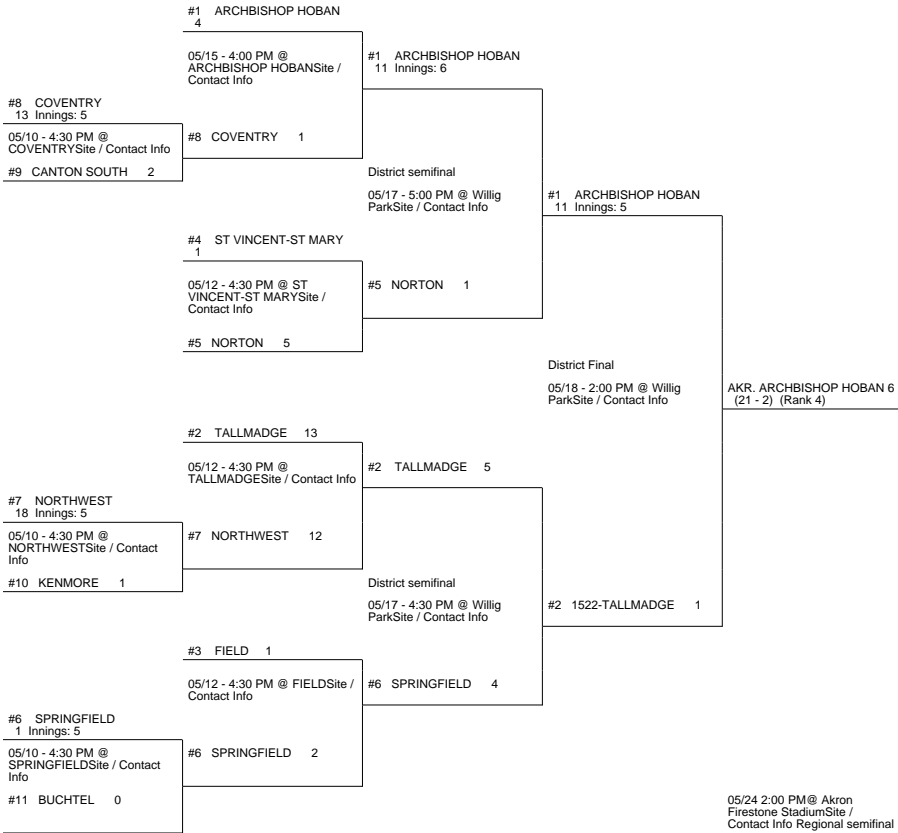 #1 ARCHBISHOP HOBAN
4
05/15 - 4:00 PM @
ARCHBISHOP HOBANSite /
Contact Info
#1 ARCHBISHOP HOBAN
11 Innings: 6
#8 COVENTRY
13 Innings: 5
05/10 - 4:30 PM @
COVENTRYSite / Contact Info
#9 CANTON SOUTH 2
#8 COVENTRY 1
District semifinal
05/17 - 5:00 PM @ Willig
ParkSite / Contact Info
#1 ARCHBISHOP HOBAN
11 Innings: 5
#4 ST VINCENT-ST MARY
1
05/12 - 4:30 PM @ ST
VINCENT-ST MARYSite /
Contact Info
#5 NORTON 1
#5 NORTON 5
District Final
05/18 - 2:00 PM @ Willig
ParkSite / Contact Info
AKR. ARCHBISHOP HOBAN 6
(21 - 2) (Rank 4)
#2 TALLMADGE 13
05/12 - 4:30 PM @
TALLMADGESite / Contact Info
#2 TALLMADGE 5
#7 NORTHWEST
18 Innings: 5
05/10 - 4:30 PM @
NORTHWESTSite / Contact
Info
#10 KENMORE 1
#7 NORTHWEST 12
District semifinal
05/17 - 4:30 PM @ Willig
ParkSite / Contact Info
#2 1522-TALLMADGE 1
#3 FIELD 1
05/12 - 4:30 PM @ FIELDSite /
Contact Info
#6 SPRINGFIELD 4
#6 SPRINGFIELD
1 Innings: 5
05/10 - 4:30 PM @
SPRINGFIELDSite / Contact
Info
#11 BUCHTEL 0
#6 SPRINGFIELD 2
05/24 2:00 PM@ Akron
Firestone StadiumSite /
Contact Info Regional semifinal